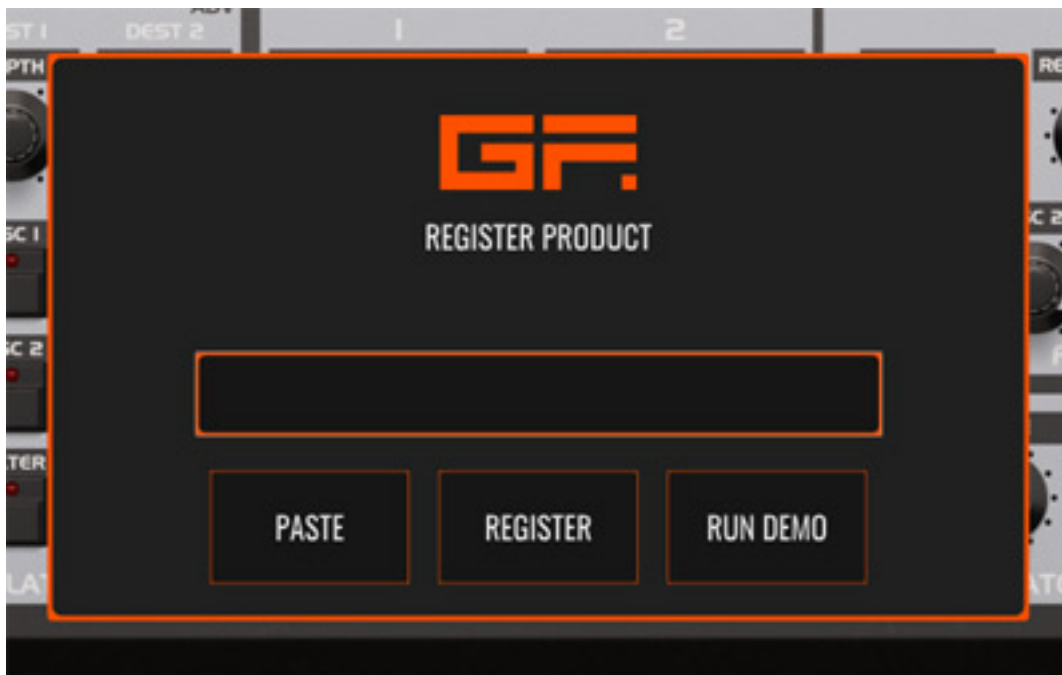 DEST 2
1
2
GF.
REGISTER PRODUCT
PASTE
REGISTER
RUN DEMO